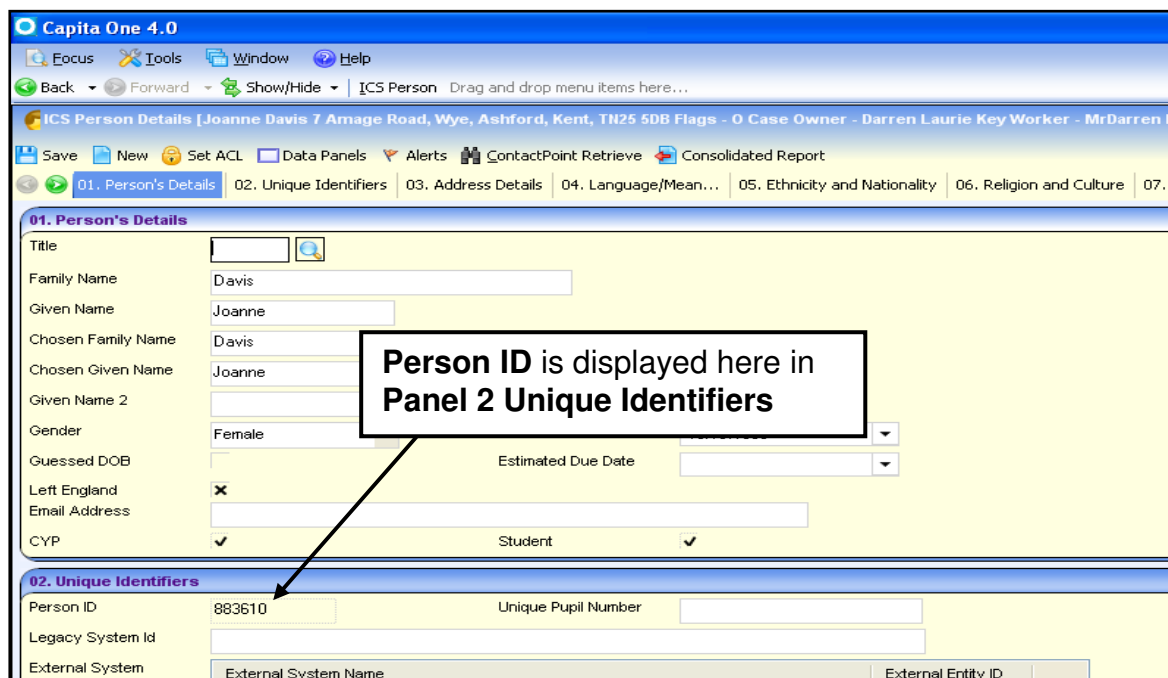 Capita One 4.0
Focus Tools Window Help
Back Forward Show/Hide ICS Person Drag and drop menu items here...
ICS Person Details [Joanne Davis 7 Amage Road, Wye, Ashford, Kent, TN25 5DB Flags - O Case Owner - Darren Laurie Key Worker - MrDarren
Save New Set ACL Data Panels Alerts ContactPoint Retrieve Consolidated Report
01. Person's Details 02. Unique Identifiers 03. Address Details 04. Language/Mean... 05. Ethnicity and Nationality 06. Religion and Culture 07.
01. Person's Details
Title
Family Name Davis
Given Name Joanne
Chosen Family Name Davis
Chosen Given Name Joanne
Person ID is displayed here in
Panel 2 Unique Identifiers
Given Name 2
Gender Female
Guessed DOB Estimated Due Date
Left England
Email Address
CYP Student
02. Unique Identifiers
Person ID 883610 Unique Pupil Number
Legacy System Id
External System External System Name External Entity ID